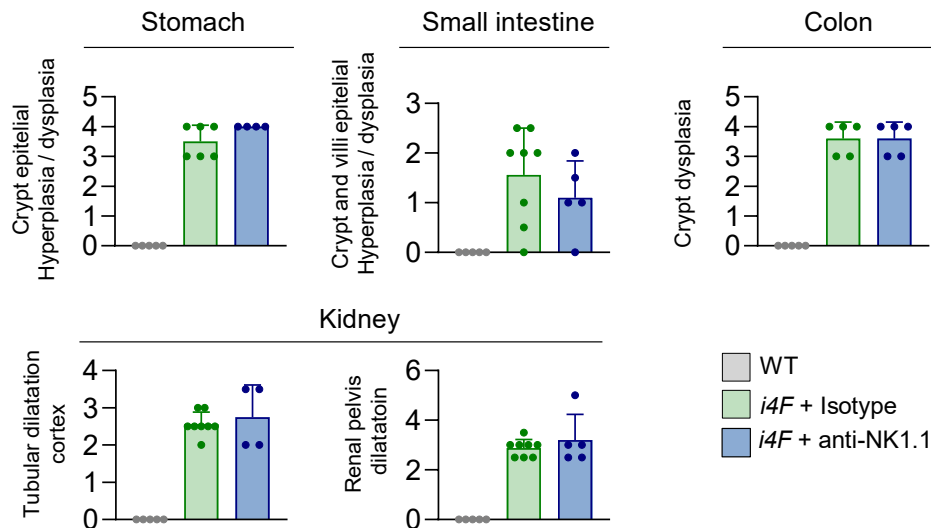 Stomach
Crypt epitelial
Hyperplasia / dysplasia
5
4
3
2
1
0
Small intestine
Crypt and villi epitelial
Hyperplasia / dysplasia
3
2
1
0
Colon
Crypt dysplasia
5
4
3
2
1
0
Kidney
Tubular dilatation
cortex
4
3
2
1
0
Renal pelvis
dilatatoin
6
4
2
0
WT
i4F + Isotype
i4F + anti-NK1.1